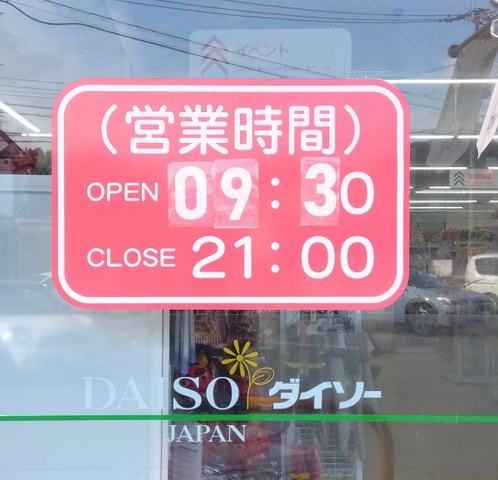 イベント
（営業時間）
OPEN 09:30
CLOSE 21:00
DAISO ダイソー
JAPAN